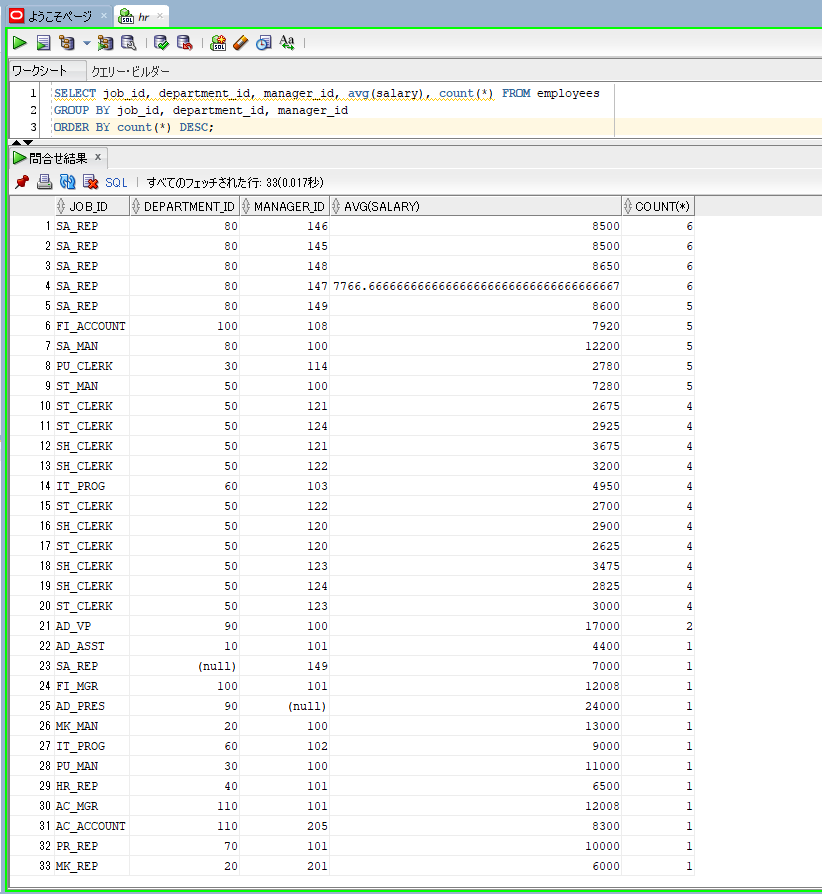 ようこそページ × hr ×
SQL SQL Aa
ワークシート クエリー・ビルダー
1 SELECT job_id, department_id, manager_id, avg(salary), count(*) FROM employees
2 GROUP BY job_id, department_id, manager_id
3 ORDER BY count(*) DESC;
問合せ結果 ×
SQL すべてのフェッチされた行: 33(0.017秒)
JOB_ID DEPARTMENT_ID MANAGER_ID AVG(SALARY) COUNT(*)
1 SA_REP 80 146 8500 6
2 SA_REP 80 145 8500 6
3 SA_REP 80 148 8650 6
4 SA_REP 80 147 7766.66666666666666666666666666666666667 6
5 SA_REP 80 149 8600 5
6 FI_ACCOUNT 100 108 7920 5
7 SA_MAN 80 100 12200 5
8 PU_CLERK 30 114 2780 5
9 ST_MAN 50 100 7280 5
10 ST_CLERK 50 121 2675 4
11 ST_CLERK 50 124 2925 4
12 SH_CLERK 50 121 3675 4
13 SH_CLERK 50 122 3200 4
14 IT_PROG 60 103 4950 4
15 ST_CLERK 50 122 2700 4
16 SH_CLERK 50 120 2900 4
17 ST_CLERK 50 120 2625 4
18 SH_CLERK 50 123 3475 4
19 SH_CLERK 50 124 2825 4
20 ST_CLERK 50 123 3000 4
21 AD_VP 90 100 17000 2
22 AD_ASST 10 101 4400 1
23 SA_REP (null) 149 7000 1
24 FI_MGR 100 101 12008 1
25 AD_PRES 90 (null) 24000 1
26 MK_MAN 20 100 13000 1
27 IT_PROG 60 102 9000 1
28 PU_MAN 30 100 11000 1
29 HR_REP 40 101 6500 1
30 AC_MGR 110 101 12008 1
31 AC_ACCOUNT 110 205 8300 1
32 PR_REP 70 101 10000 1
33 MK_REP 20 201 6000 1